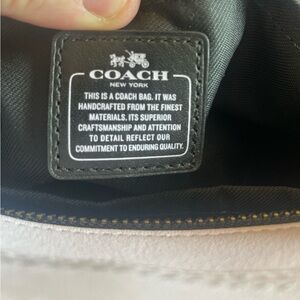 COACH
NEW YORK
THIS IS A COACH BAG. IT WAS
HANDCRAFTED FROM THE FINEST
MATERIALS. ITS SUPERIOR
CRAFTSMANSHIP AND ATTENTION
TO DETAIL REFLECT OUR
COMMITMENT TO ENDURING QUALITY.